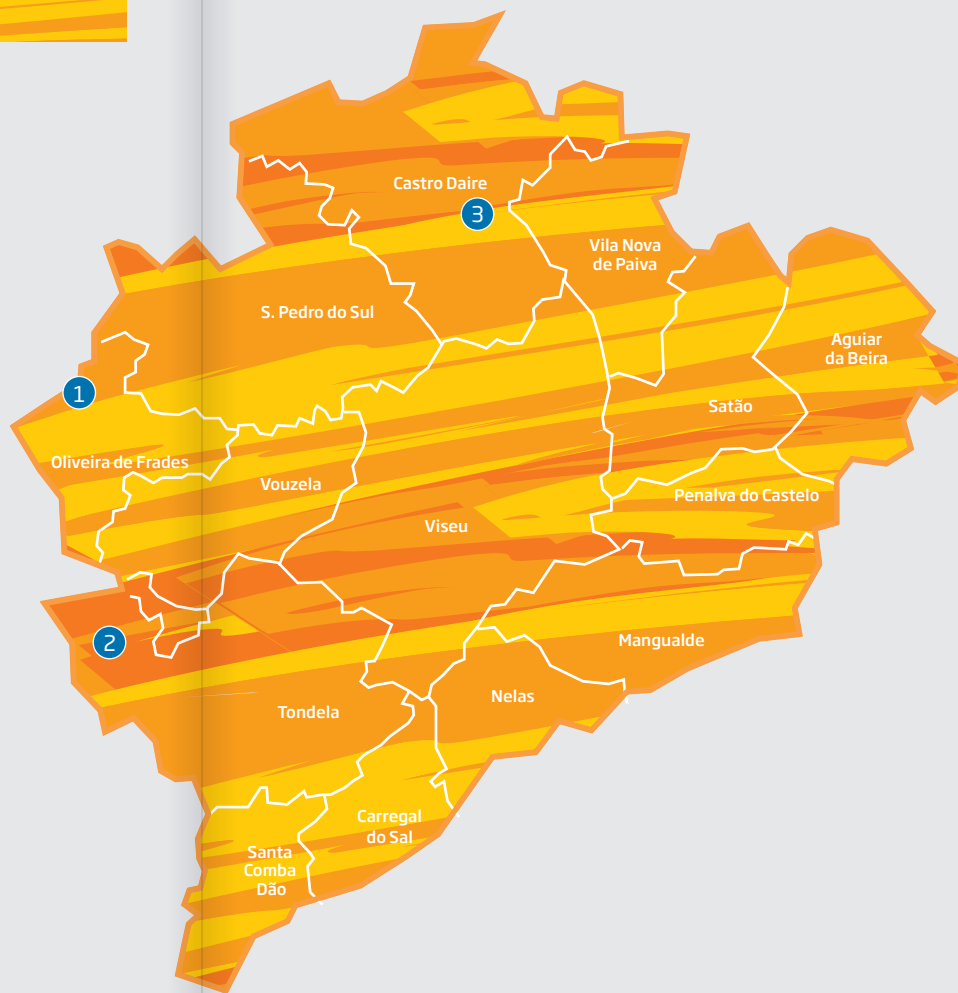 Castro Daire
3
Vila Nova
de Paiva
S. Pedro do Sul
Aguiar
da Beira
1
Satão
Oliveira de Frades
Vouzela
Penalva do Castelo
Viseu
2
Mangualde
Nelas
Tondela
Carregal
do Sal
Santa
Comba
Dão